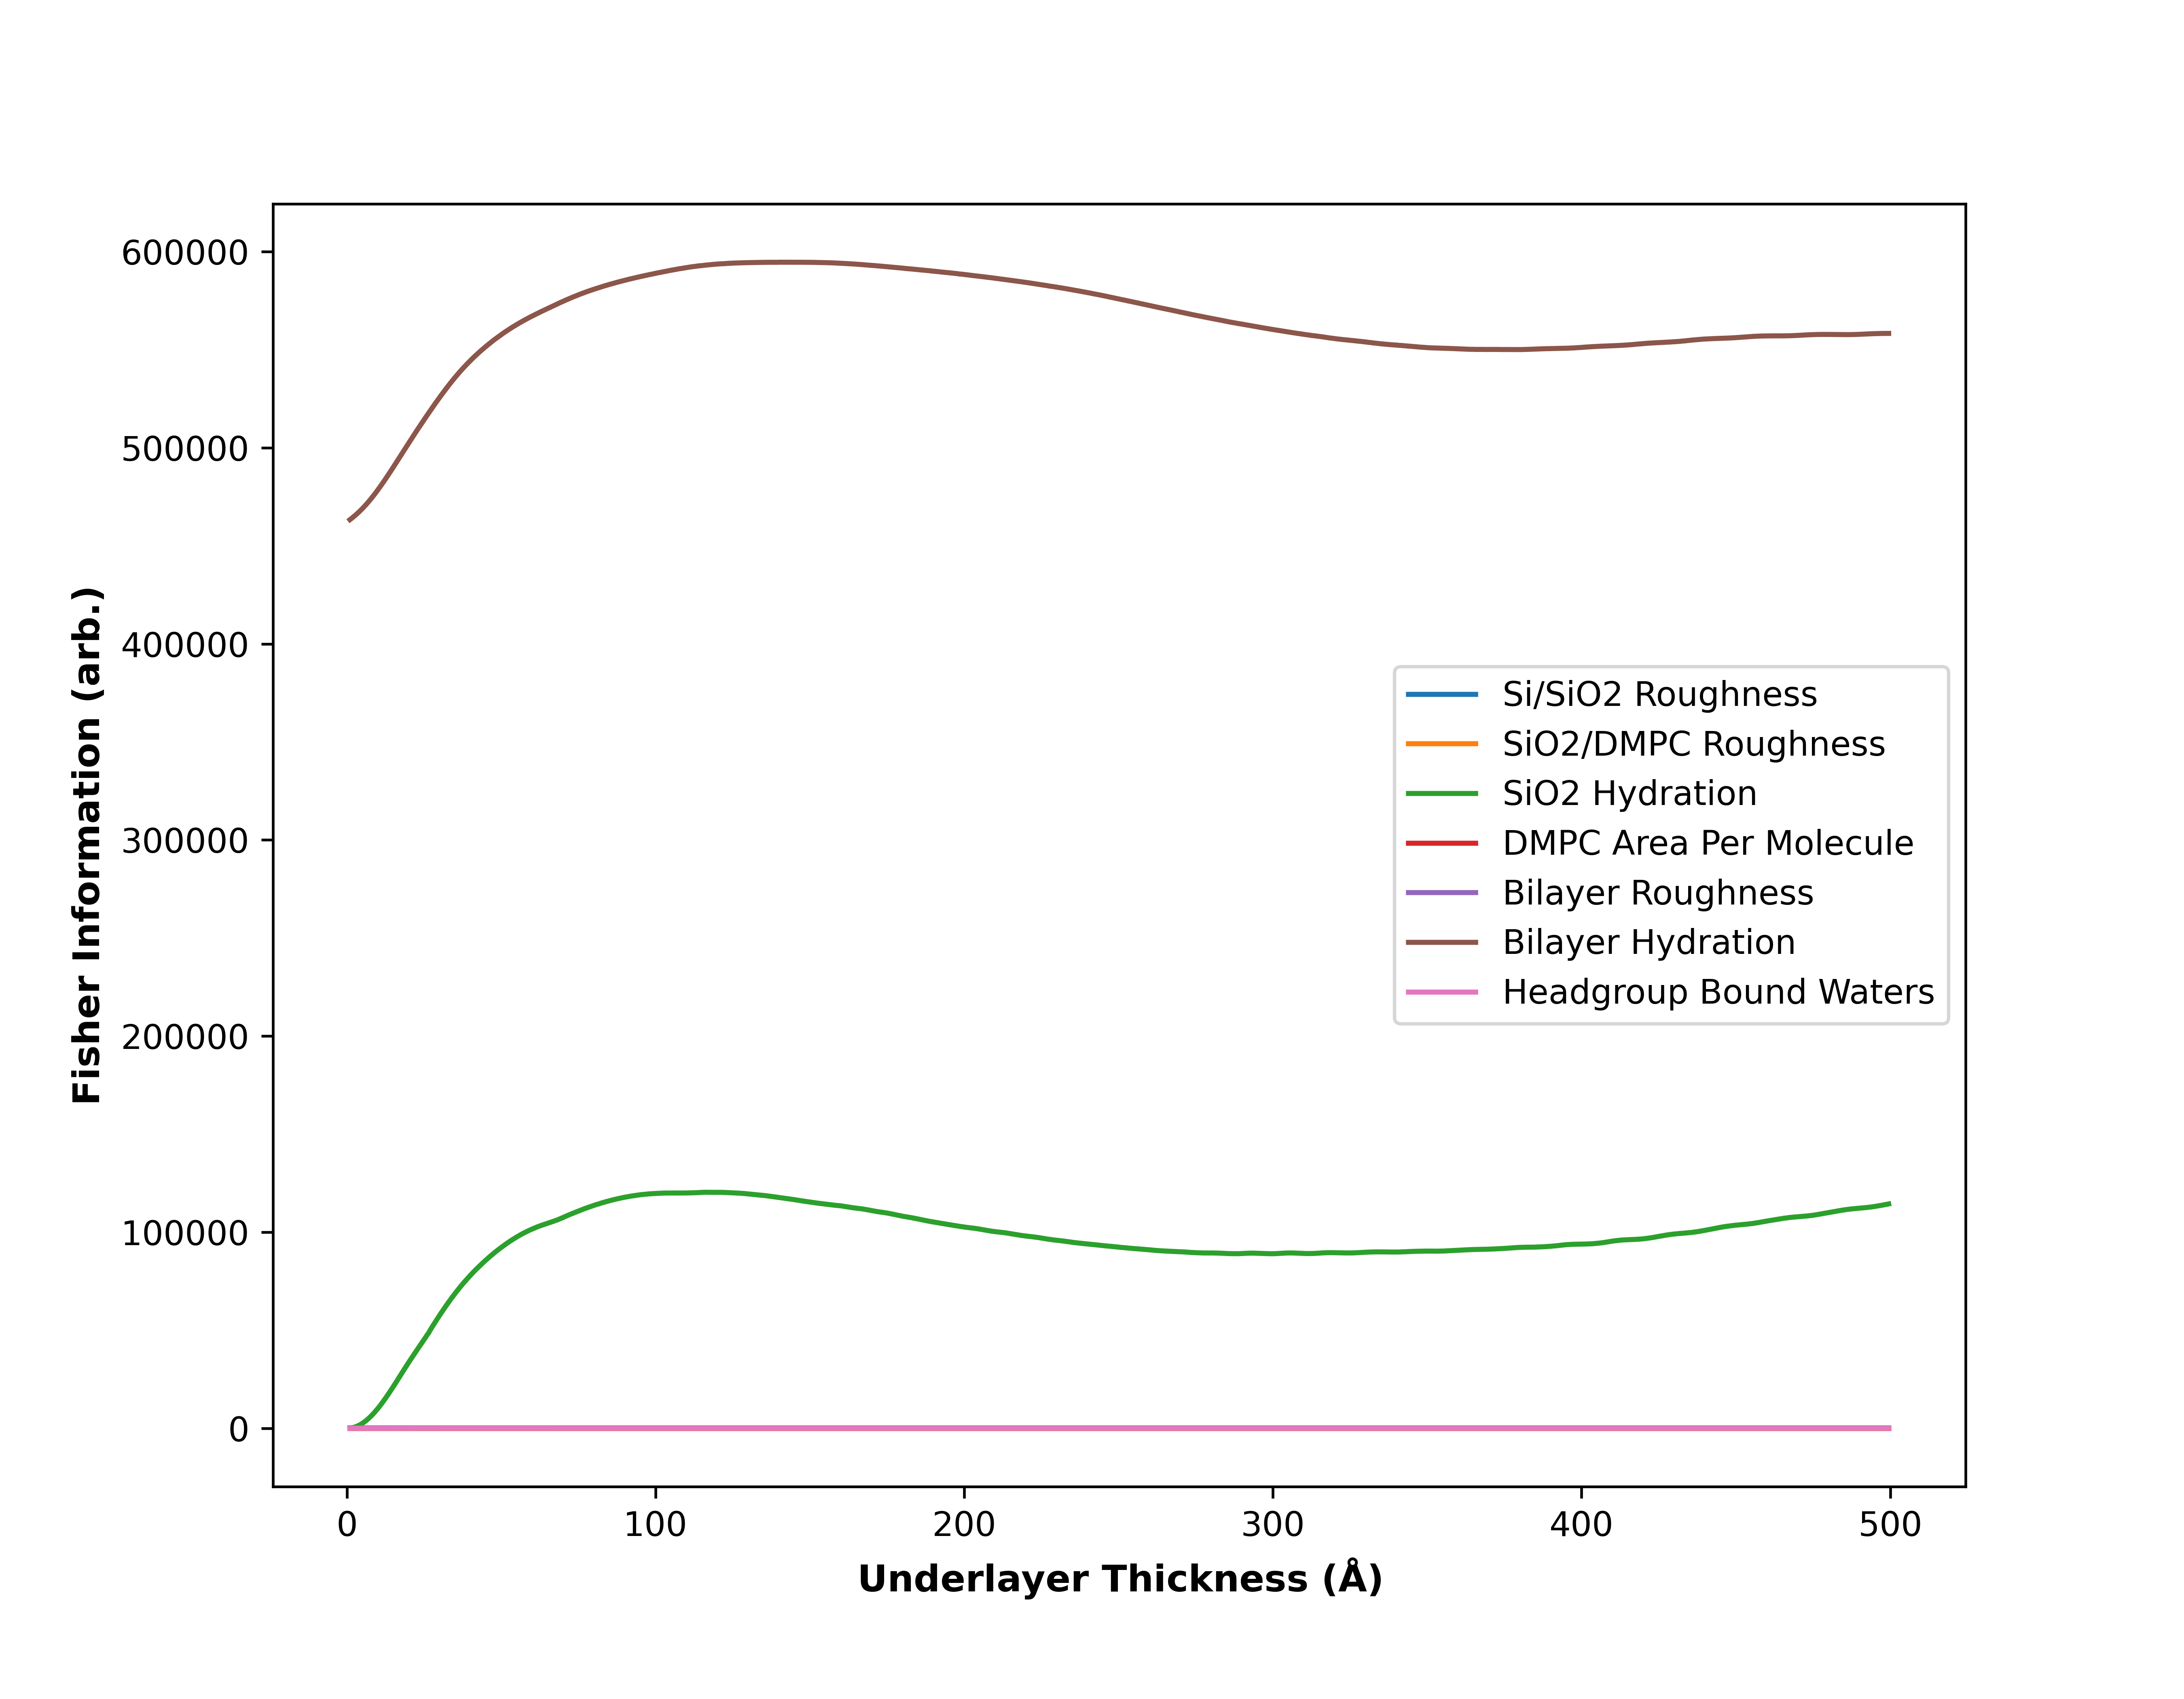 600000
500000
400000
300000
200000
100000
0
Fisher Information (arb.)
Si/SiO2 Roughness
SiO2/DMPC Roughness
SiO2 Hydration
DMPC Area Per Molecule
Bilayer Roughness
Bilayer Hydration
Headgroup Bound Waters
0 100 200 300 400 500
Underlayer Thickness (Å)